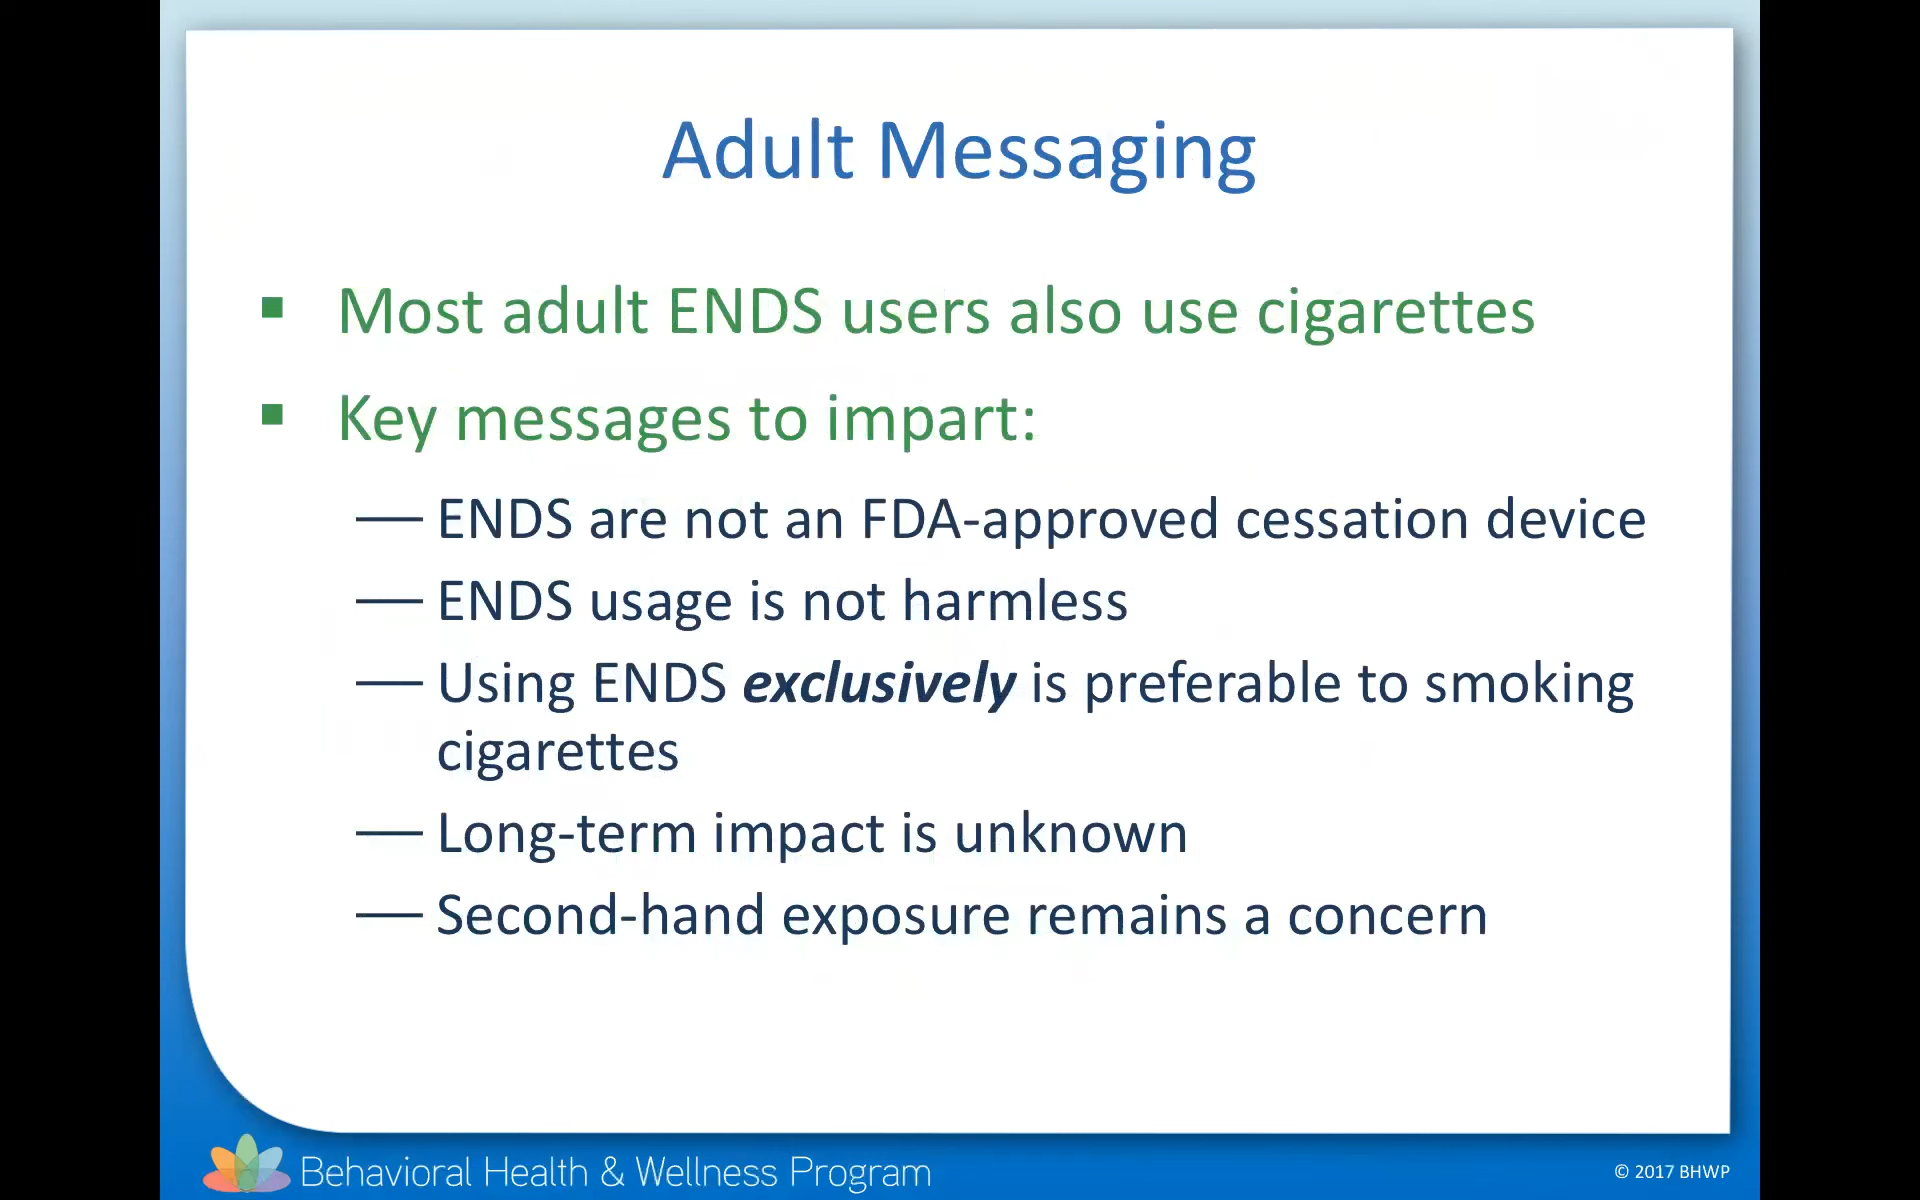 Adult Messaging
▪ Most adult ENDS users also use cigarettes
▪ Key messages to impart:
— ENDS are not an FDA-approved cessation device
— ENDS usage is not harmless
— Using ENDS exclusively is preferable to smoking
cigarettes
— Long-term impact is unknown
— Second-hand exposure remains a concern
Behavioral Health & Wellness Program
© 2017 BHWP